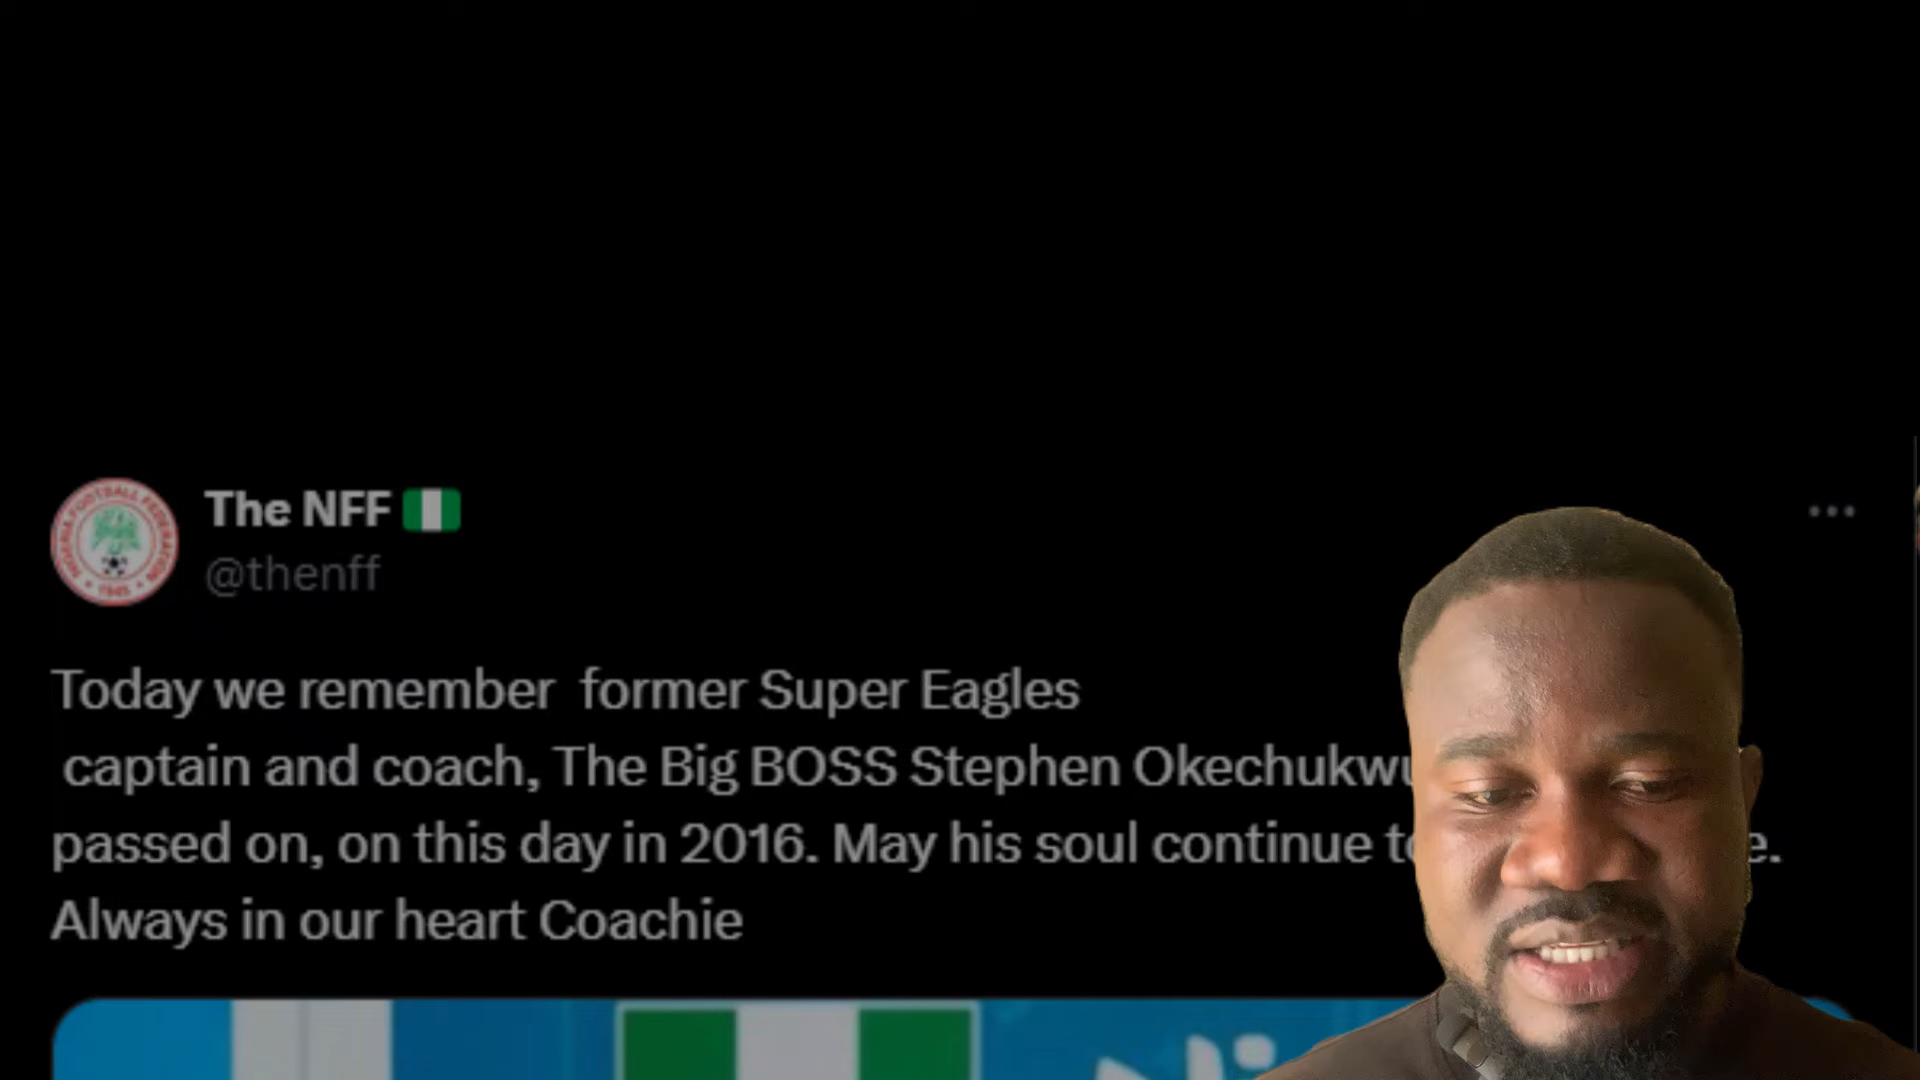 The NFF
@thenff
Today we remember former Super Eagles
captain and coach, The Big BOSS Stephen
passed on, on this day in 2016. May his soul continue
Always in our heart Coachie